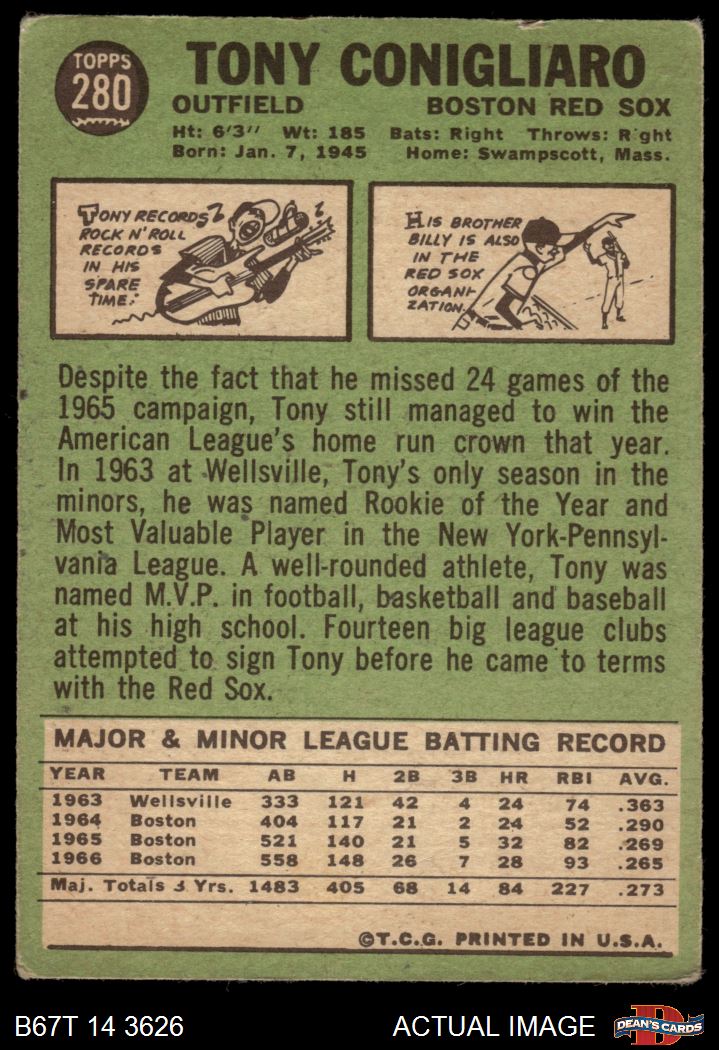 TOPPS
280
TONY CONIGLIARO
OUTFIELD BOSTON RED SOX
Ht: 6'3" Wt: 185 Bats: Right Throws: R ght
Born: Jan. 7, 1945 Home: Swampscott, Mass.
TONY RECORDS
ROCK N' ROLL
RECORDS
IN HIS
SPARE
TIME.
HIS BROTHER
BILLY IS ALSO
IN THE
RED SOX
ORGANI-
ZATION.
Despite the fact that he missed 24 games of the
1965 campaign, Tony still managed to win the
American League's home run crown that year.
In 1963 at Wellsville, Tony's only season in the
minors, he was named Rookie of the Year and
Most Valuable Player in the New York-Pennsyl-
vania League. A well-rounded athlete, Tony was
named M.V.P. in football, basketball and baseball
at his high school. Fourteen big league clubs
attempted to sign Tony before he came to terms
with the Red Sox.
MAJOR & MINOR LEAGUE BATTING RECORD
YEAR TEAM AB H 2B 3B HR RBI AVG.
1963 Wellsville 333 121 42 4 24 74 .363
1964 Boston 404 117 21 2 24 52 .290
1965 Boston 521 140 21 5 32 82 .269
1966 Boston 558 148 26 7 28 93 .265
Maj. Totals 3 Yrs. 1483 405 68 14 84 227 .273
©T.C.G. PRINTED IN U.S.A.
B67T 14 3626 ACTUAL IMAGE
D
DEAN'S CARDS